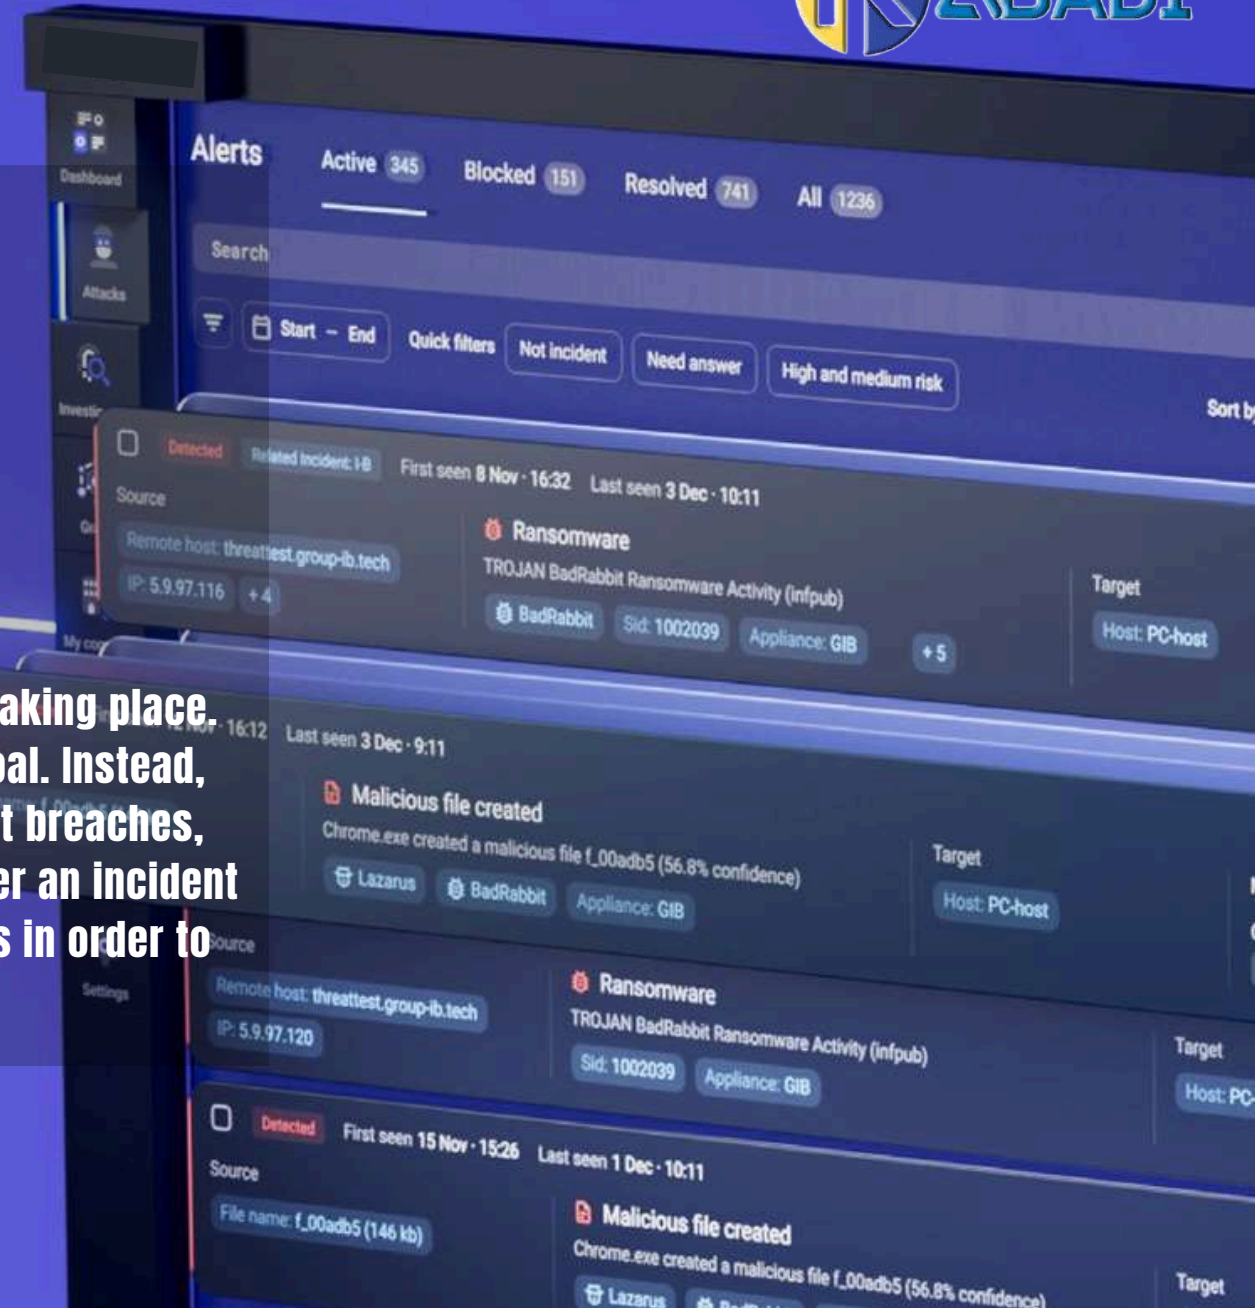 Dashboard
Alerts
Active 345
Blocked 151
Resolved 741
All 1236
Attacks
Search
Start – End
Quick filters
Not incident
Need answer
High and medium risk
Detected
Related Incident: I-B
First seen 8 Nov · 16:32
Last seen 3 Dec · 10:11
Source
Remote host: threattest.group-ib.tech
IP: 5.9.97.116
+ 4
Ransomware
TROJAN BadRabbit Ransomware Activity (infpub)
BadRabbit
Sid: 1002039
Appliance: GIB
+ 5
Target
Host: PC-host
aking place.
Instead,
t breaches,
er an incident
s in order to
16:12
Last seen 3 Dec · 9:11
Malicious file created
Chrome.exe created a malicious file f_00adb5 (56.8% confidence)
Lazarus
BadRabbit
Appliance: GIB
Target
Host: PC-host
Settings
Source
Remote host: threattest.group-ib.tech
IP: 5.9.97.120
Ransomware
TROJAN BadRabbit Ransomware Activity (infpub)
Sid: 1002039
Appliance: GIB
Target
Host: PC-
Detected
First seen 15 Nov · 15:26
Last seen 1 Dec · 10:11
Source
File name: f_00adb5 (146 kb)
Malicious file created
Chrome.exe created a malicious file f_00adb5 (56.8% confidence)
Lazarus
Target